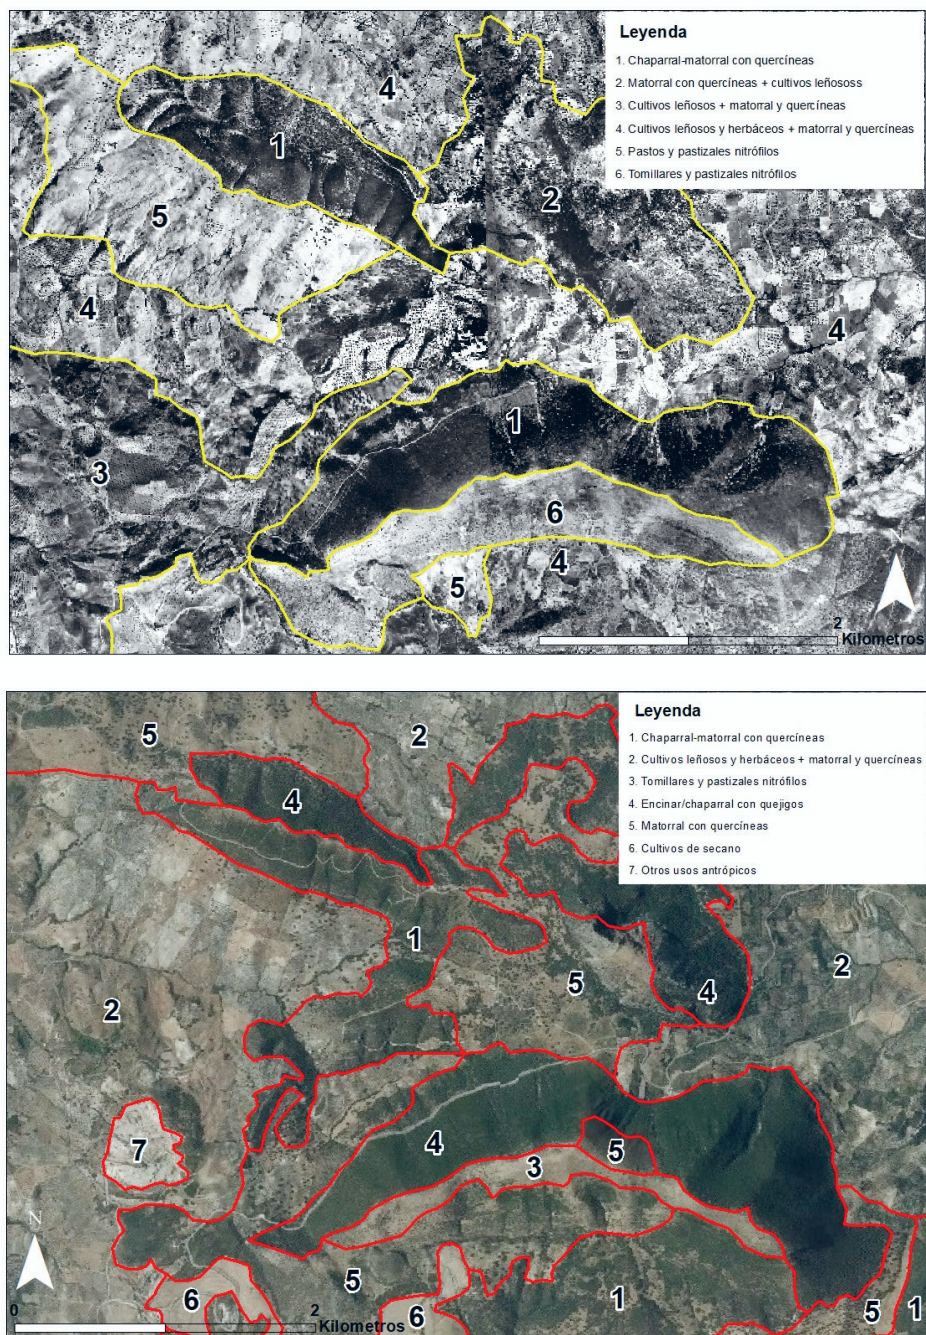 Leyenda
1. Chaparral-matorral con quercíneas
2. Matorral con quercíneas + cultivos leñososs
3. Cultivos leñosos + matorral y quercíneas
4. Cultivos leñosos y herbáceos + matorral y quercíneas
5. Pastos y pastizales nitrófilos
6. Tomillares y pastizales nitrófilos
4
1
2
5
4
4
1
3
6
4
5
N
2
Kilometros
Leyenda
1. Chaparral-matorral con quercíneas
2. Cultivos leñosos y herbáceos + matorral y quercíneas
3. Tomillares y pastizales nitrófilos
4. Encinar/chaparral con quejigos
5. Matorral con quercíneas
6. Cultivos de secano
7. Otros usos antrópicos
5
2
4
1
2
5
4
2
4
7
3
5
N
5
6
6
1
5
1
0
2
Kilometros